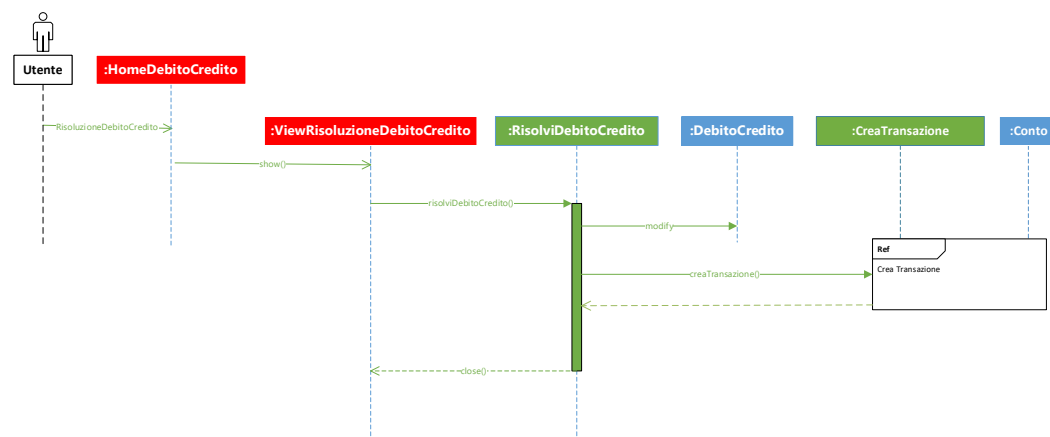 Utente
:HomeDebitoCredito
RisoluzioneDebitoCredito
:ViewRisoluzioneDebitoCredito
:RisolviDebitoCredito
:DebitoCredito
:CreaTransazione
:Conto
show()
risolviDebitoCredito()
modify
Ref
Crea Transazione
creaTransazione()
close()